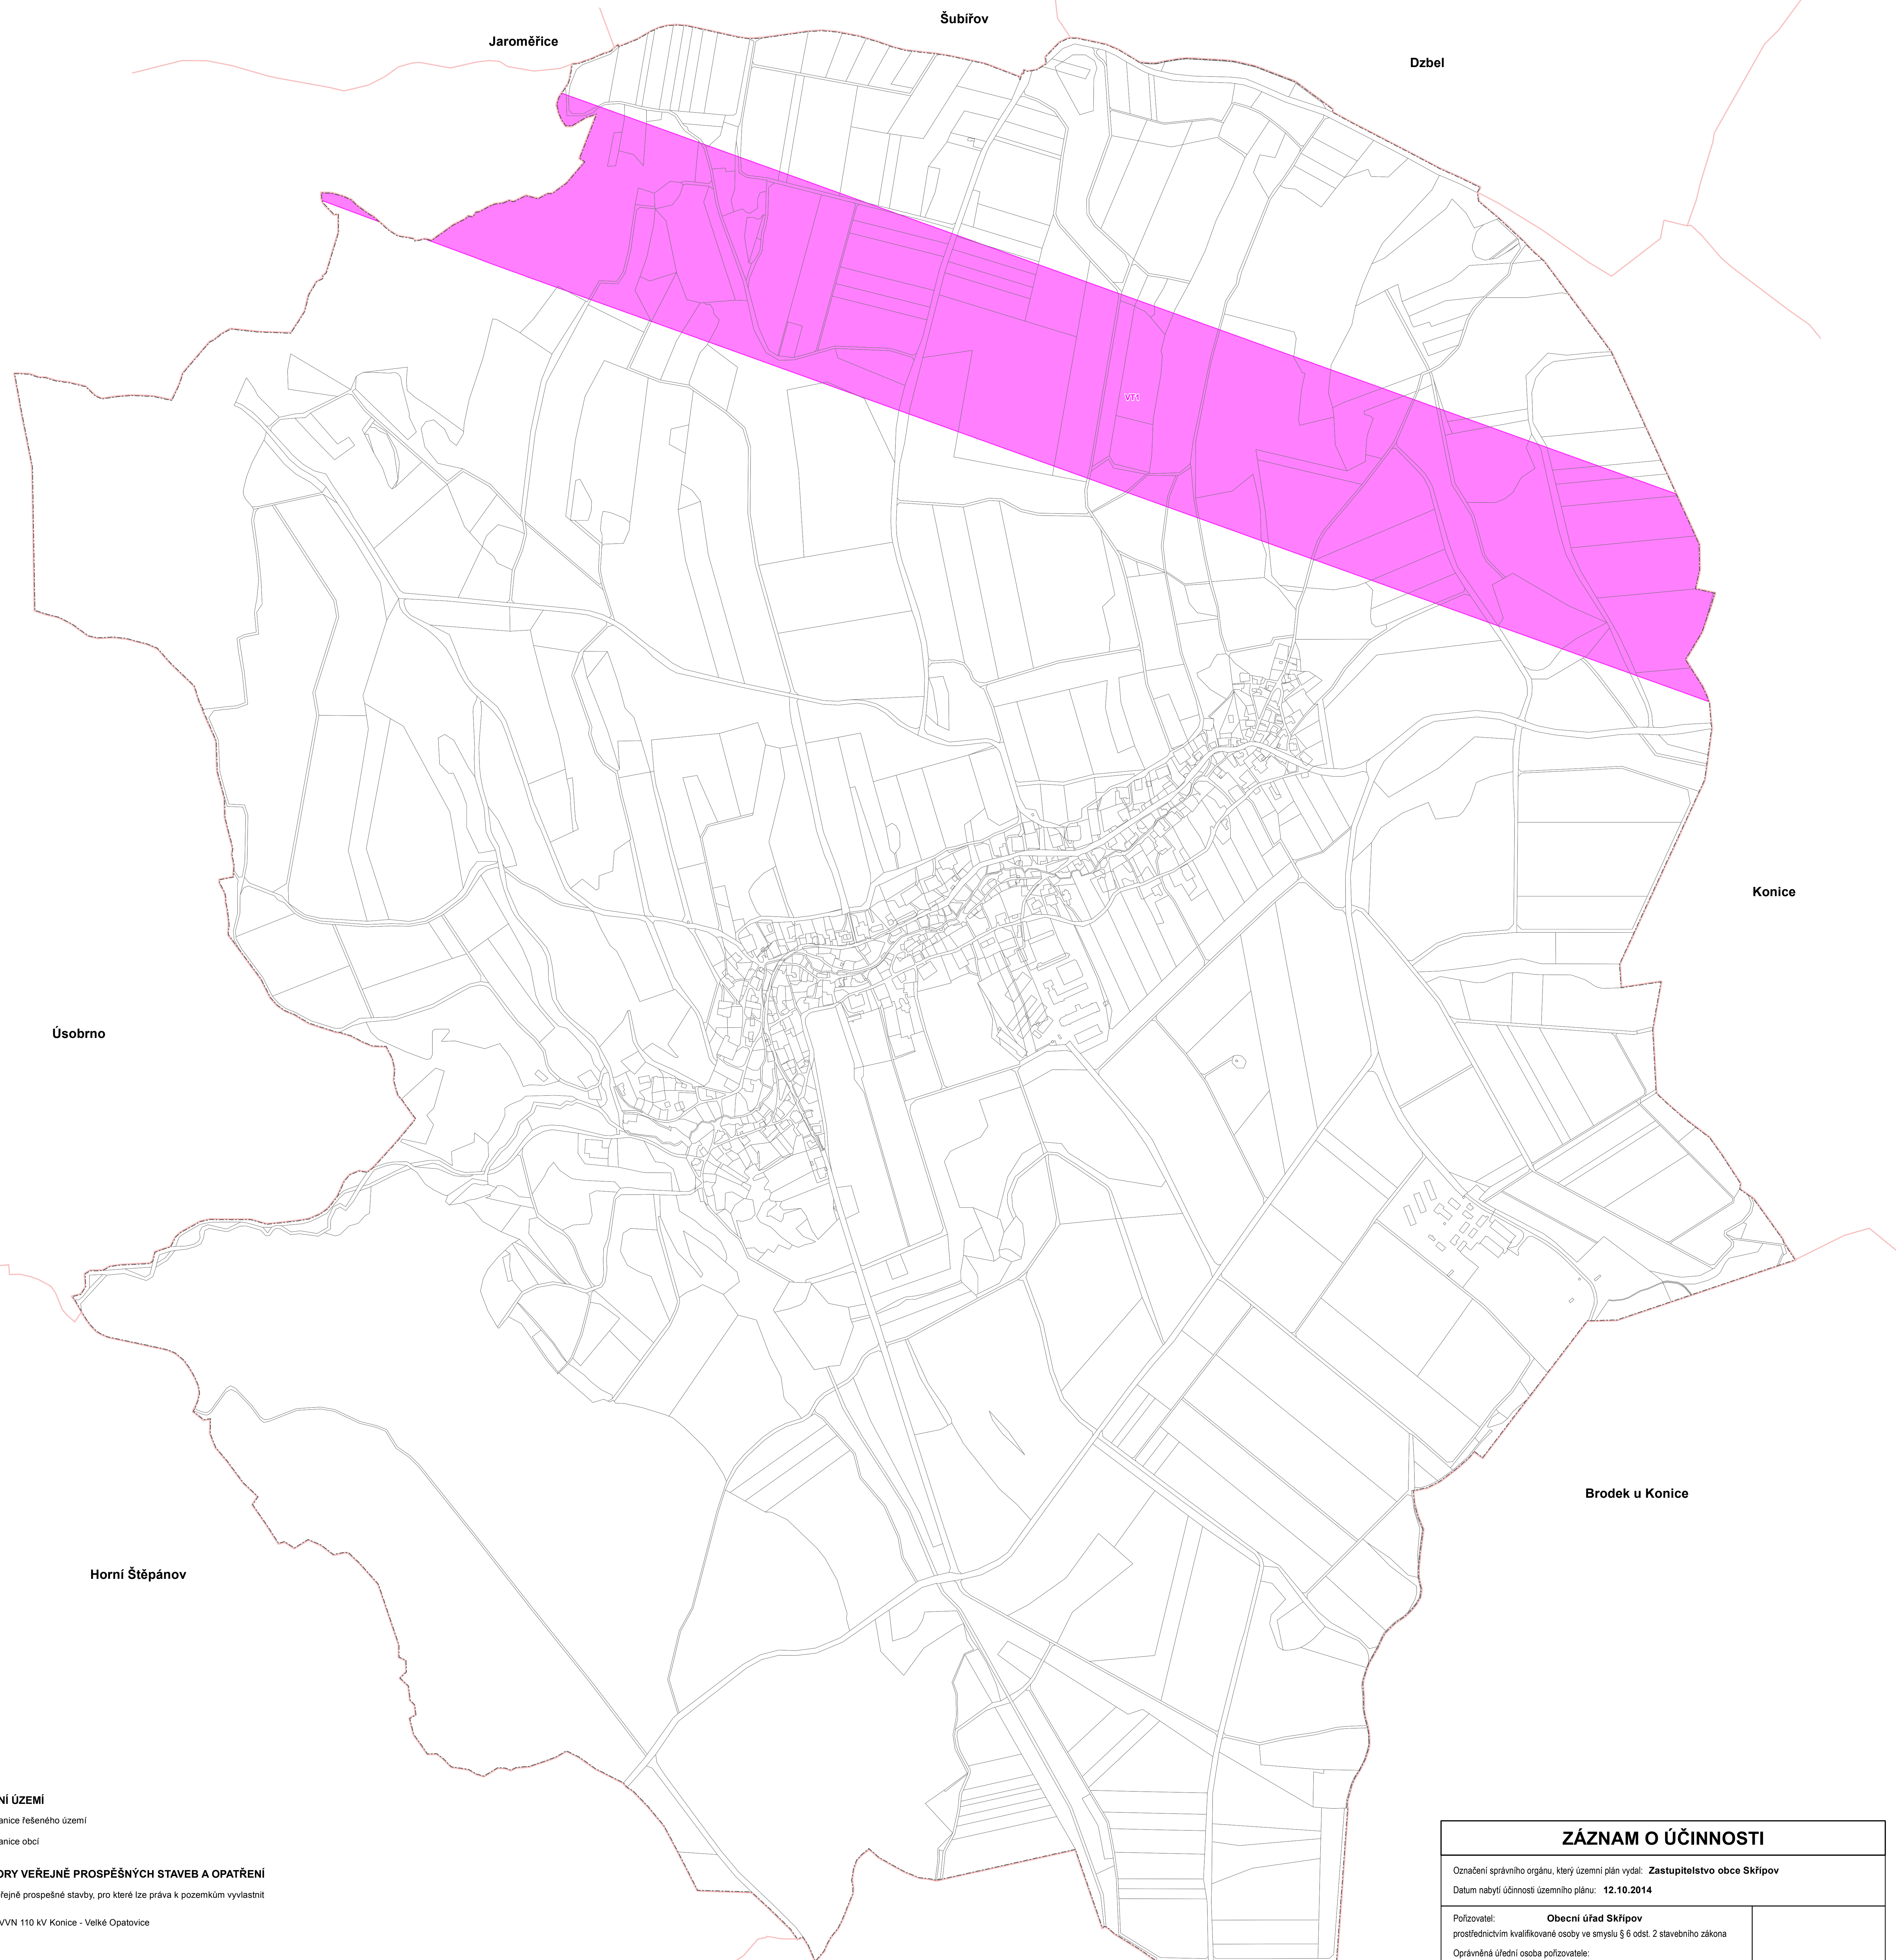 Šubířov
Jaroměřice
Dzbel
VT1
Konice
Úsobrno
Brodek u Konice
Horní Štěpánov
NÍ ÚZEMÍ
anice řešeného území
anice obcí
ORY VEŘEJNĚ PROSPĚŠNÝCH STAVEB A OPATŘENÍ
řejně prospešné stavby, pro které lze práva k pozemkům vyvlastnit
VVN 110 kV Konice - Velké Opatovice
ZÁZNAM O ÚČINNOSTI
Označení správního orgánu, který územní plán vydal: Zastupitelstvo obce Skřípov
Datum nabytí účinnosti územního plánu: 12.10.2014
Pořizovatel: Obecní úřad Skřípov
prostřednictvím kvalifikované osoby ve smyslu § 6 odst. 2 stavebního zákona
Oprávněná úřední osoba pořizovatele: